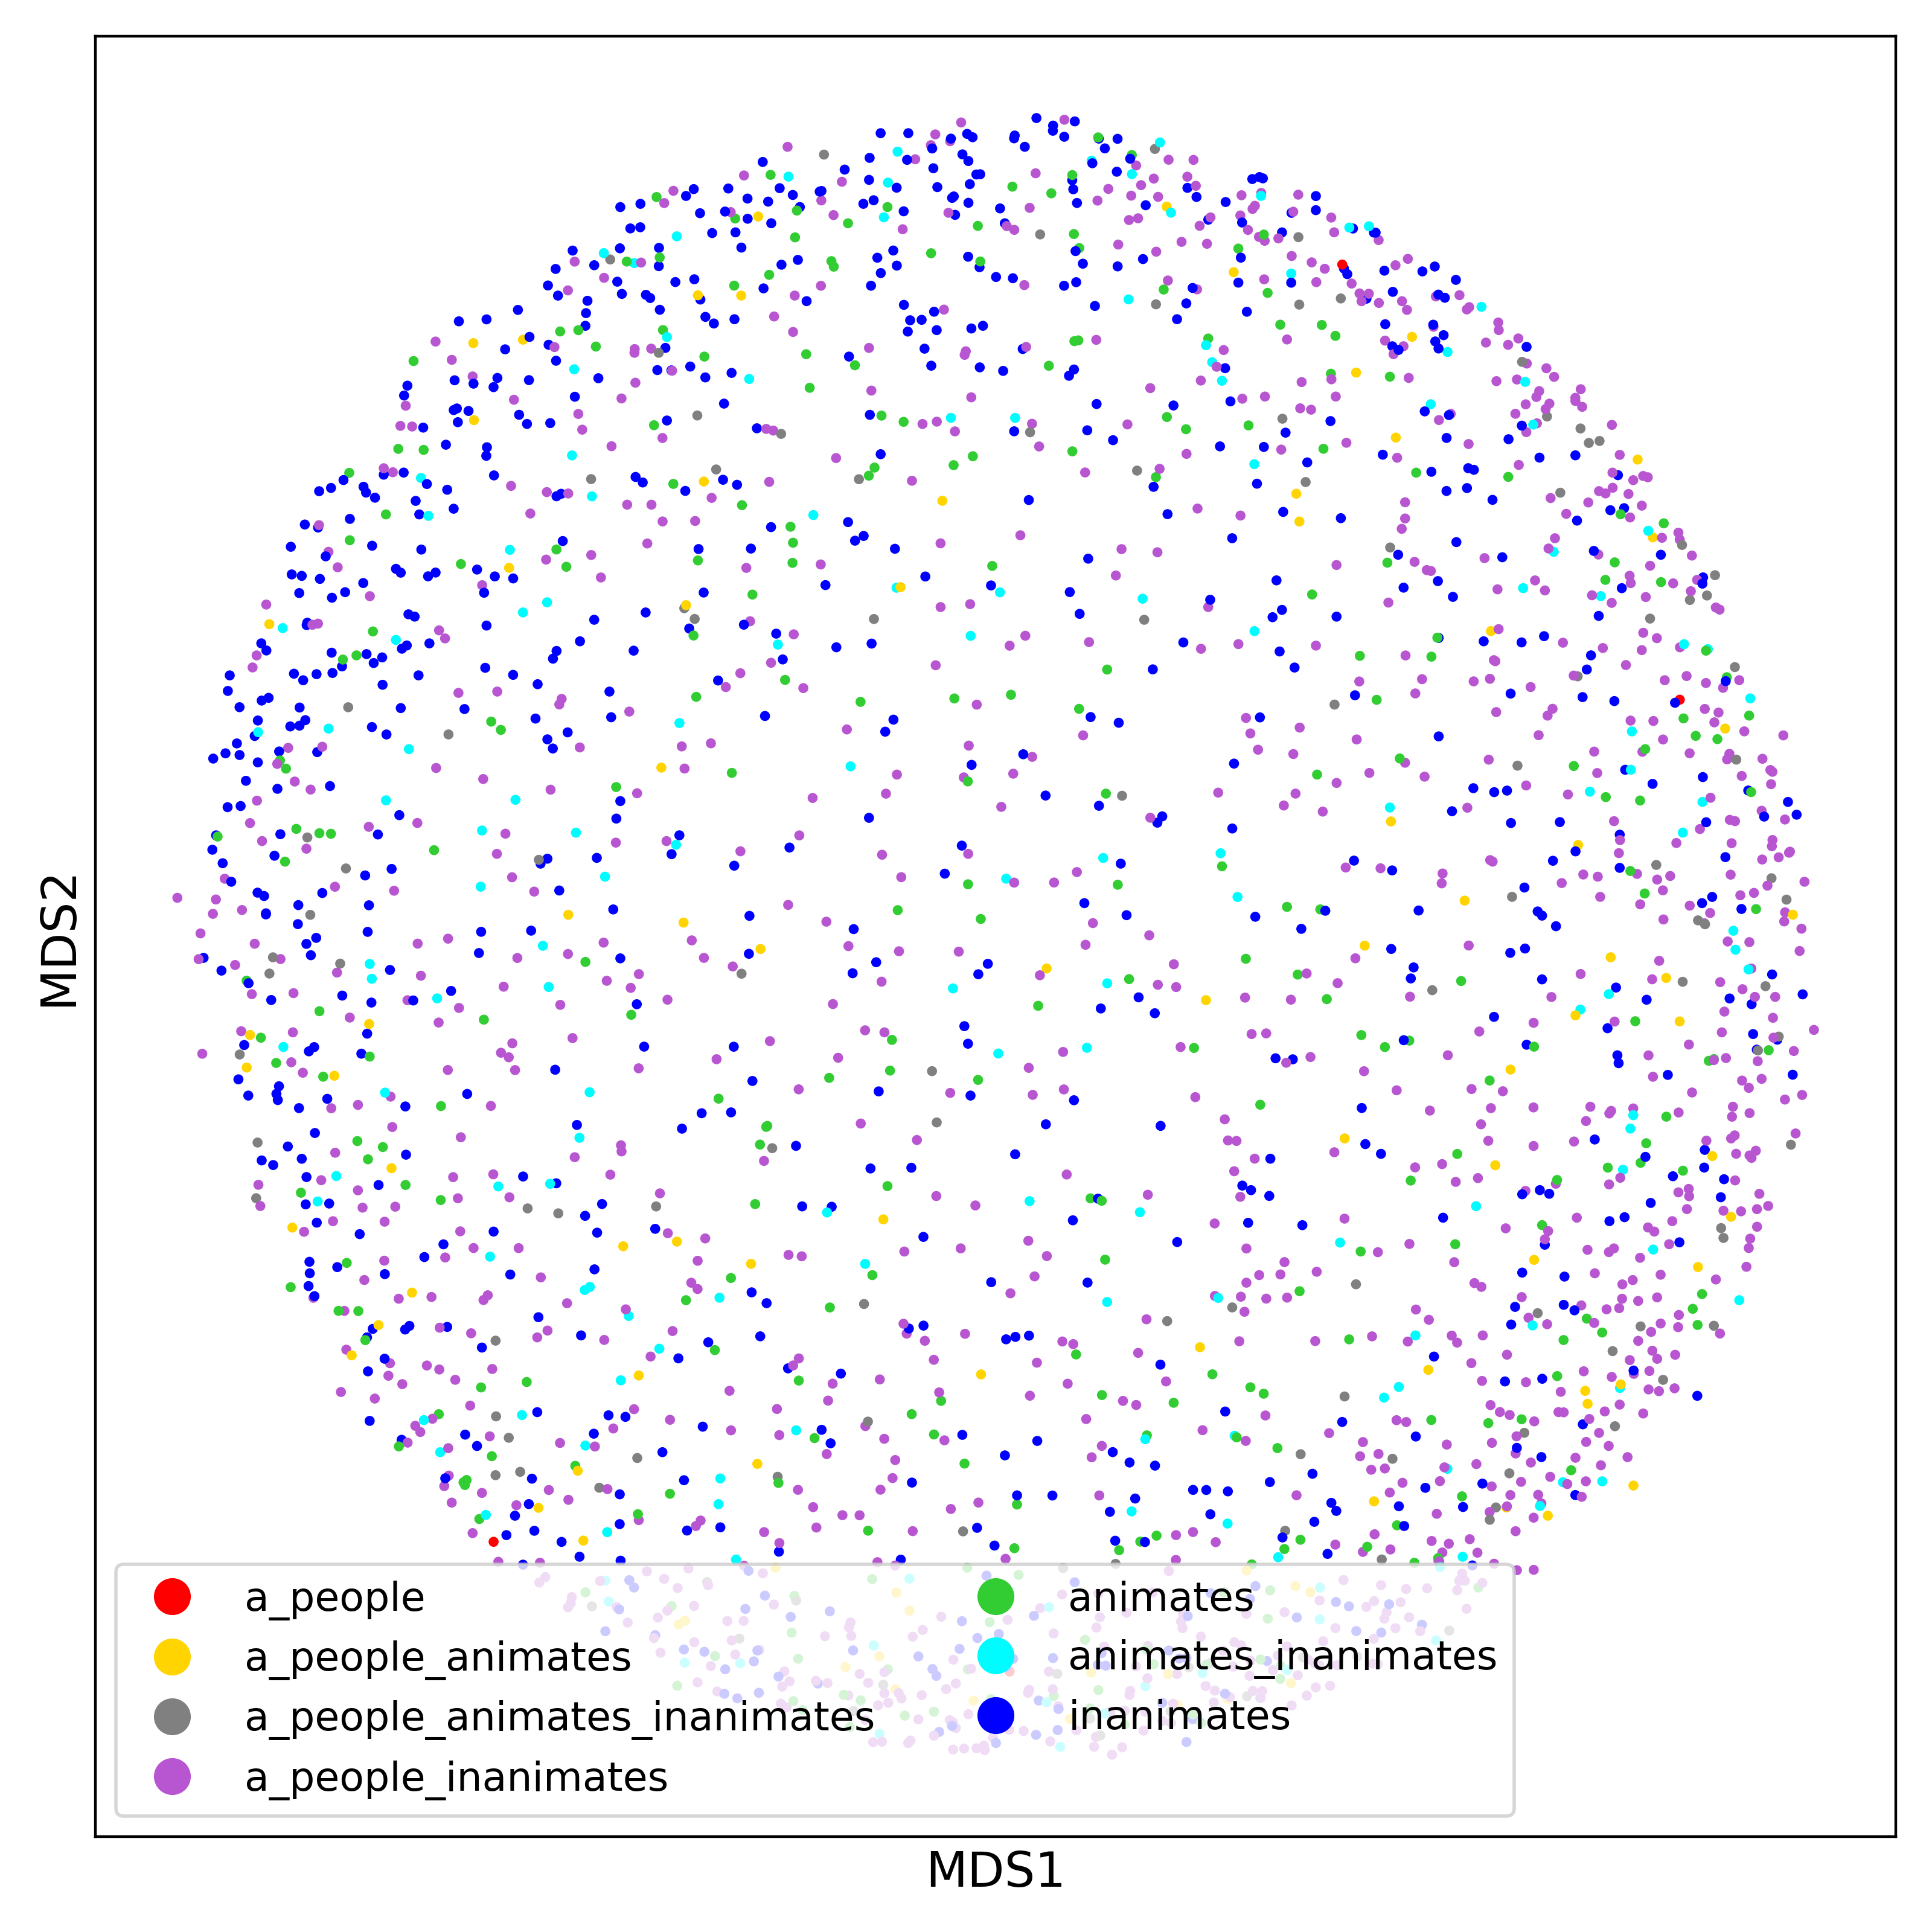 MDS2
a_people
a_people_animates
a_people_animates_inanimates
a_people_inanimates
animates
animates_inanimates
inanimates
MDS1